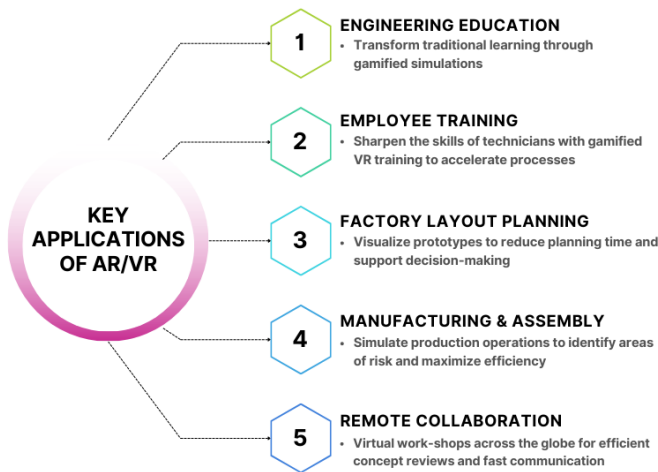 KEY
APPLICATIONS
OF AR/VR
1
ENGINEERING EDUCATION
• Transform traditional learning through
gamified simulations
2
EMPLOYEE TRAINING
• Sharpen the skills of technicians with gamified
VR training to accelerate processes
3
FACTORY LAYOUT PLANNING
• Visualize prototypes to reduce planning time and
support decision-making
4
MANUFACTURING & ASSEMBLY
• Simulate production operations to identify areas
of risk and maximize efficiency
5
REMOTE COLLABORATION
• Virtual work-shops across the globe for efficient
concept reviews and fast communication